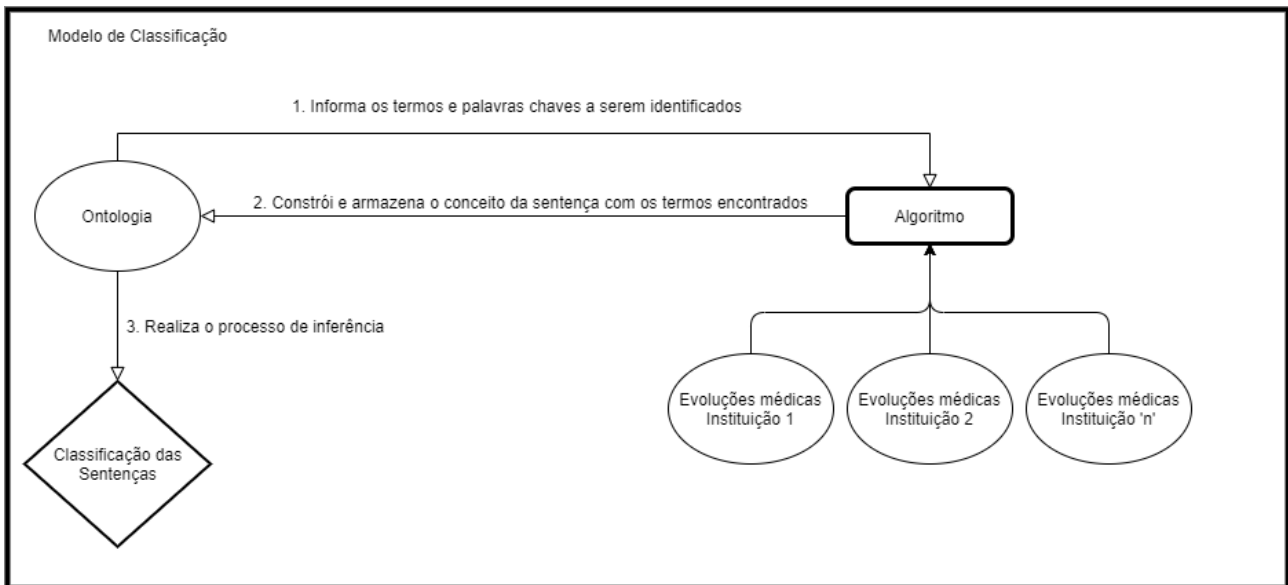 Modelo de Classificação
1. Informa os termos e palavras chaves a serem identificados
Ontologia
2. Constrói e armazena o conceito da sentença com os termos encontrados
Algoritmo
3. Realiza o processo de inferência
Evoluções médicas
Instituição 1
Evoluções médicas
Instituição 2
Evoluções médicas
Instituição 'n'
Classificação das
Sentenças